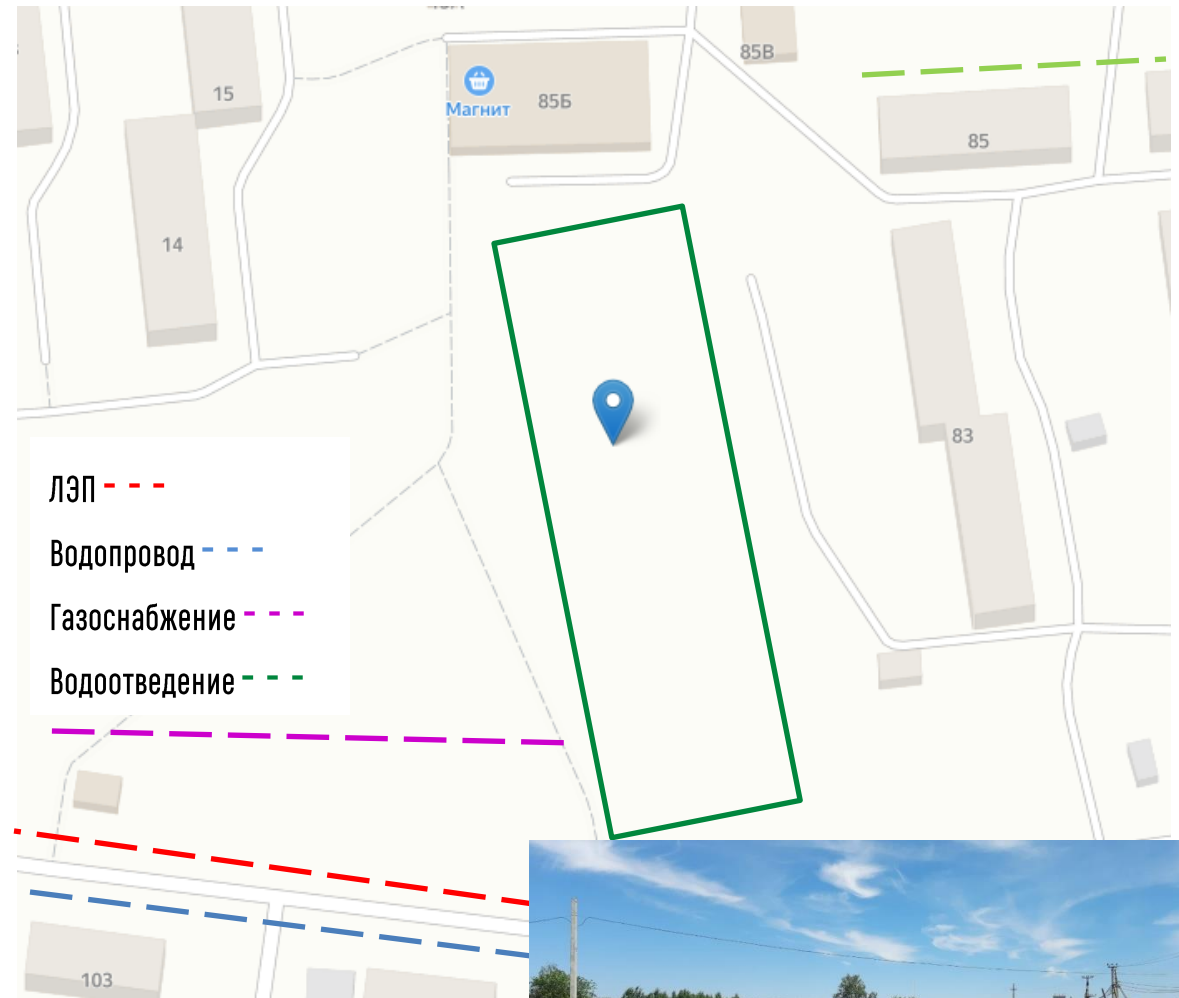 85В
15
Магнит
85Б
85
14
83
ЛЭП
Водопровод
Газоснабжение
Водоотведение
103